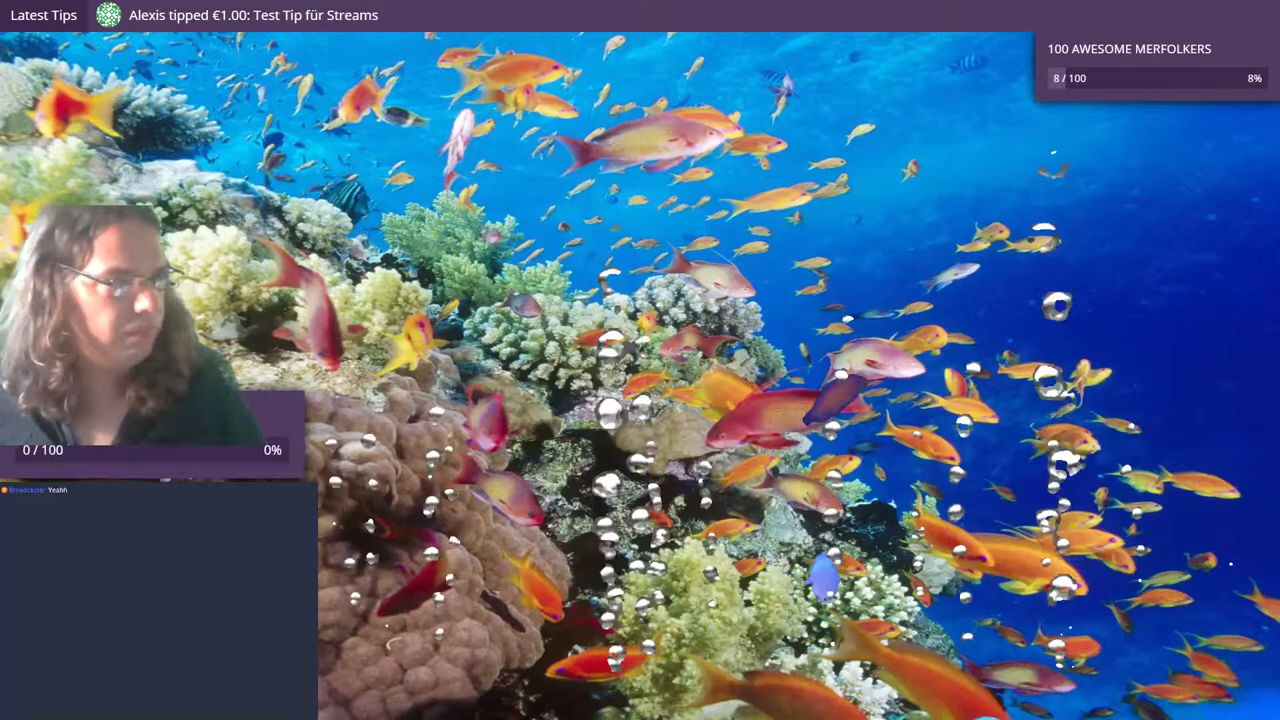 Latest Tips
Alexis tipped €1.00: Test Tip für Streams
100 AWESOME MERFOLKERS
8 / 100
8%
0 / 100
0%
Broadcaster Yeahh